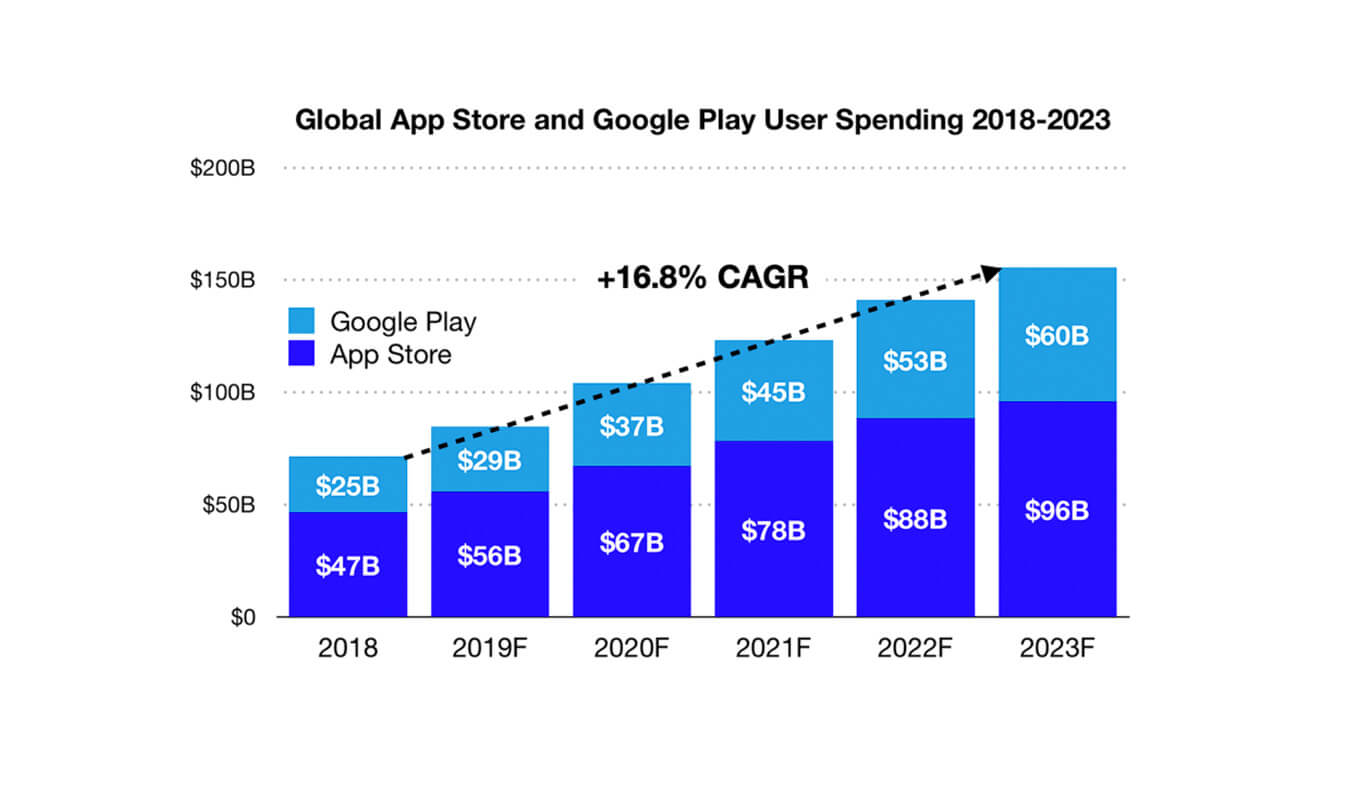 Global App Store and Google Play User Spending 2018-2023
$200B
$150B
+16.8% CAGR
Google Play
App Store
$100B
$50B
$0
$25B
$29B
$37B
$45B
$53B
$60B
$47B
$56B
$67B
$78B
$88B
$96B
2018
2019F
2020F
2021F
2022F
2023F